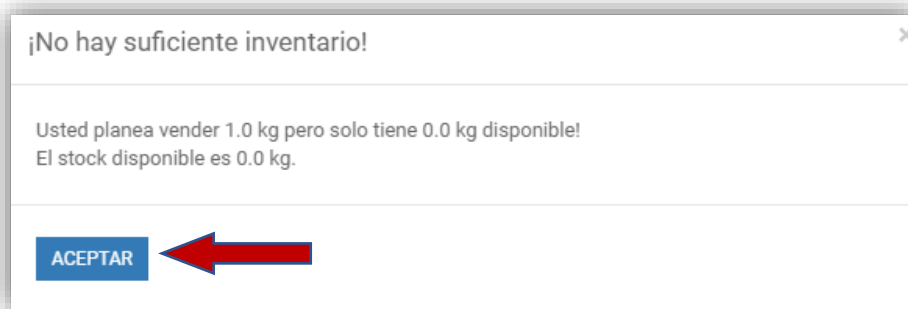 ¡No hay suficiente inventario!
Usted planea vender 1.0 kg pero solo tiene 0.0 kg disponible!
El stock disponible es 0.0 kg.
ACEPTAR